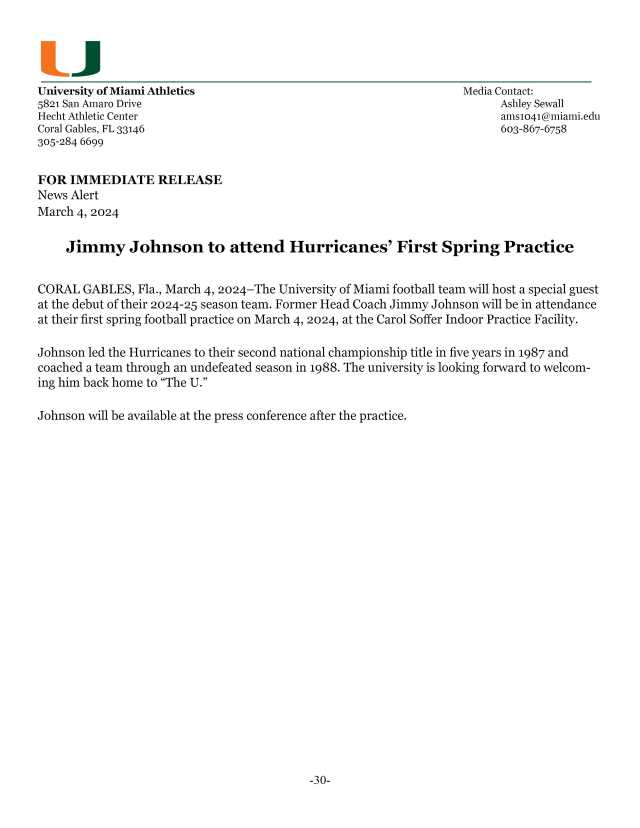 U
University of Miami Athletics
5821 San Amaro Drive
Hecht Athletic Center
Coral Gables, FL 33146
305-284 6699
Media Contact:
Ashley Sewall
ams1041@miami.edu
603-867-6758
FOR IMMEDIATE RELEASE
News Alert
March 4, 2024
Jimmy Johnson to attend Hurricanes’ First Spring Practice
CORAL GABLES, Fla., March 4, 2024–The University of Miami football team will host a special guest
at the debut of their 2024-25 season team. Former Head Coach Jimmy Johnson will be in attendance
at their first spring football practice on March 4, 2024, at the Carol Soffer Indoor Practice Facility.
Johnson led the Hurricanes to their second national championship title in five years in 1987 and
coached a team through an undefeated season in 1988. The university is looking forward to welcom-
ing him back home to “The U.”
Johnson will be available at the press conference after the practice.
-30-